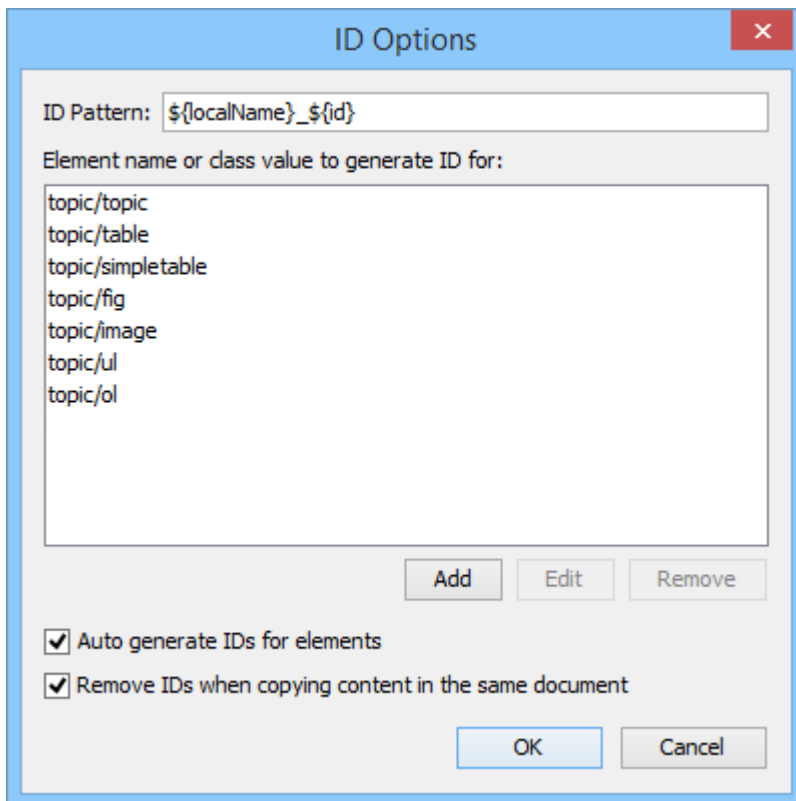 ID Options
ID Pattern: ${localName}_${id}
Element name or class value to generate ID for:
topic/topic
topic/table
topic/simpletable
topic/fig
topic/image
topic/ul
topic/ol
Add Edit Remove
Auto generate IDs for elements
Remove IDs when copying content in the same document
OK Cancel